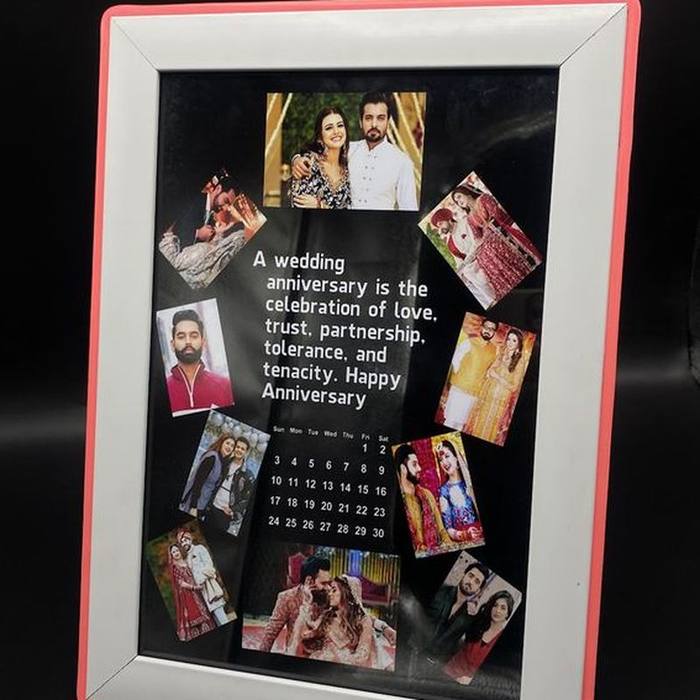 A wedding
anniversary is the
celebration of love,
trust, partnership,
tolerance, and
tenacity. Happy
Anniversary
Sun Mon Tue Wed Thu Fri Sat
1 2
3 4 5 6 7 8 9
10 11 12 13 14 15 16
17 18 19 20 21 22 23
24 25 26 27 28 29 30